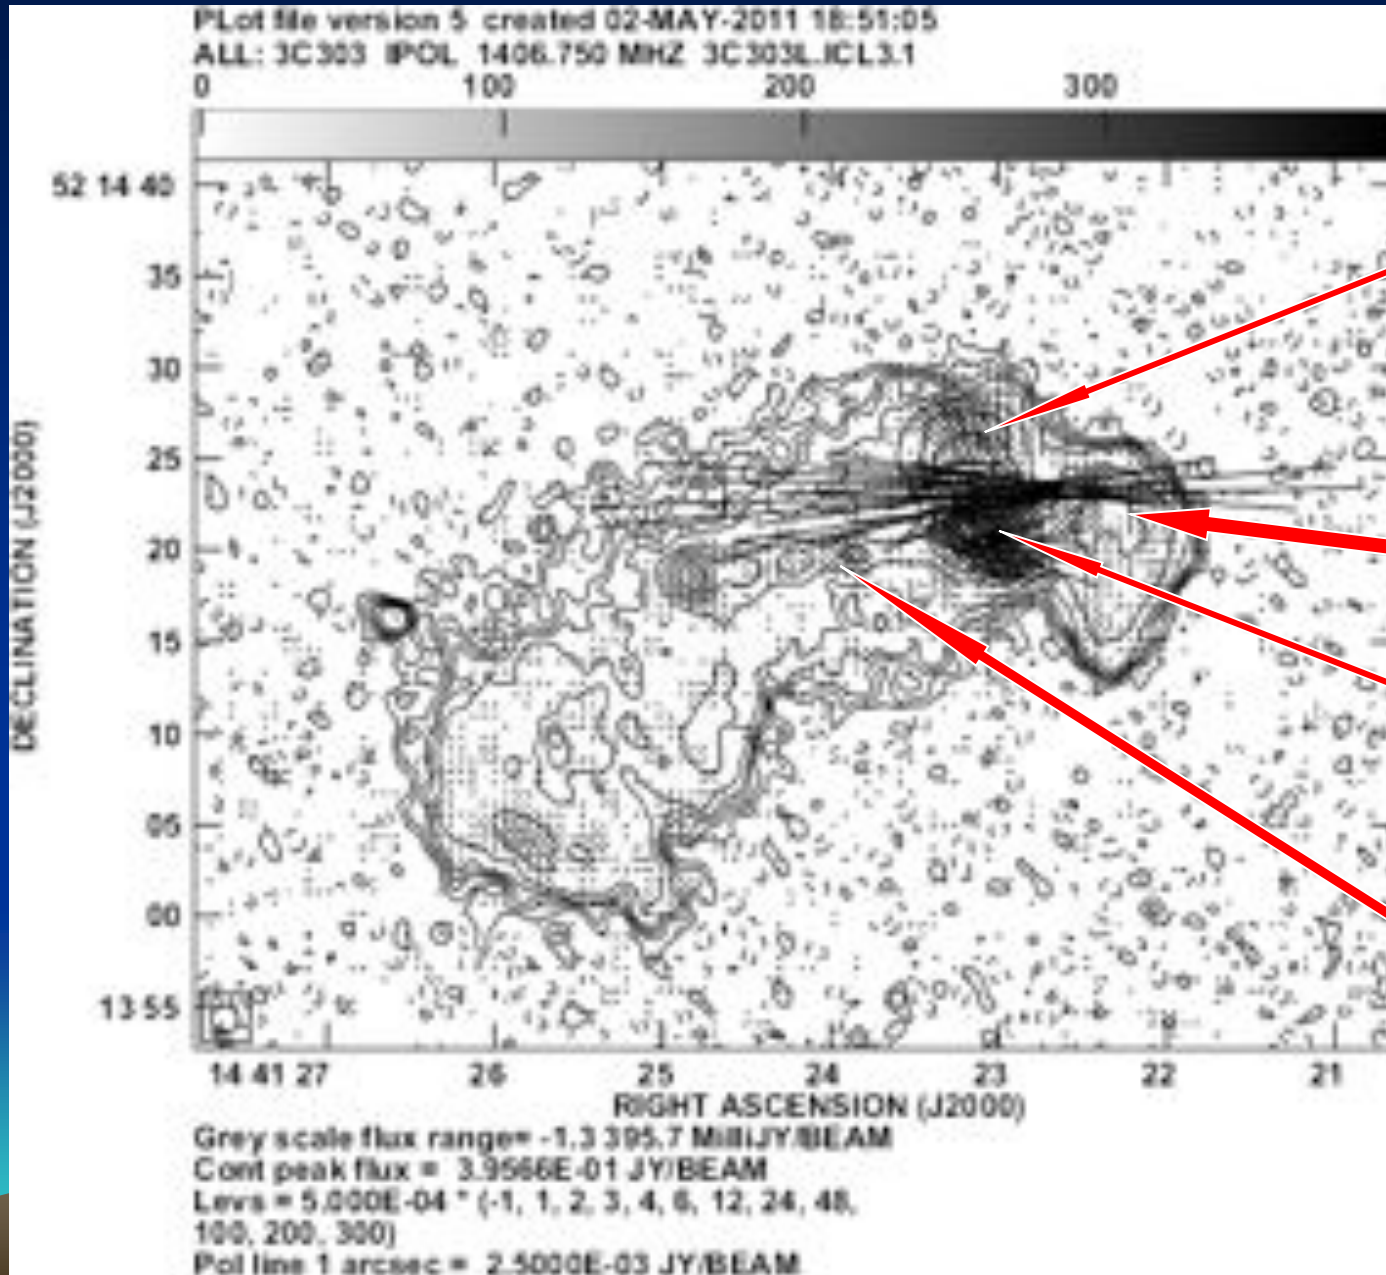 PLot file version 5 created 02-MAY-2011 18:51:05
ALL: 3C303 IPOL 1406.750 MHZ 3C303L.ICL3.1
0 100 200 300
52 14 40
35
30
25
20
15
10
05
00
13 55
DECLINATION (J2000)
14 41 27 26 25 24 23 22 21
RIGHT ASCENSION (J2000)
Grey scale flux range= -1.3 395.7 MilliJY/BEAM
Cont peak flux = 3.9566E-01 JY/BEAM
Levs = 5.000E-04 * (-1, 1, 2, 3, 4, 6, 12, 24, 48,
100, 200, 300)
Pol line 1 arcsec = 2.5000E-03 JY/BEAM